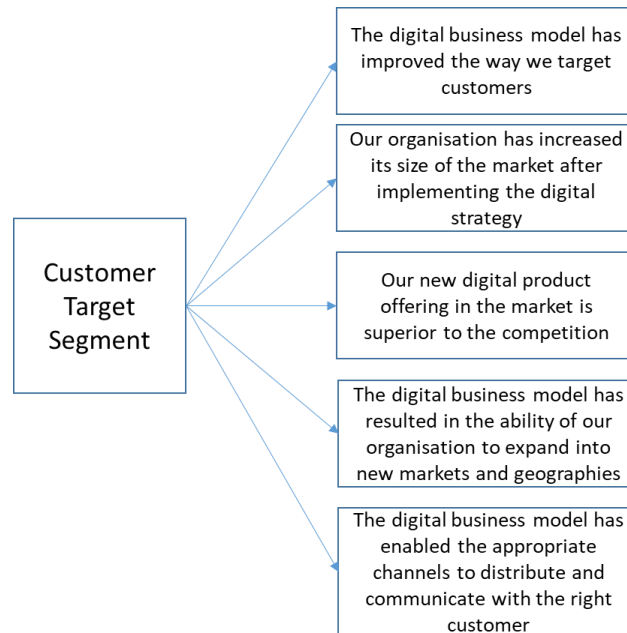 The digital business model has
improved the way we target
customers
Our organisation has increased
its size of the market after
implementing the digital
strategy
Customer
Target
Segment
Our new digital product
offering in the market is
superior to the competition
The digital business model has
resulted in the ability of our
organisation to expand into
new markets and geographies
The digital business model has
enabled the appropriate
channels to distribute and
communicate with the right
customer